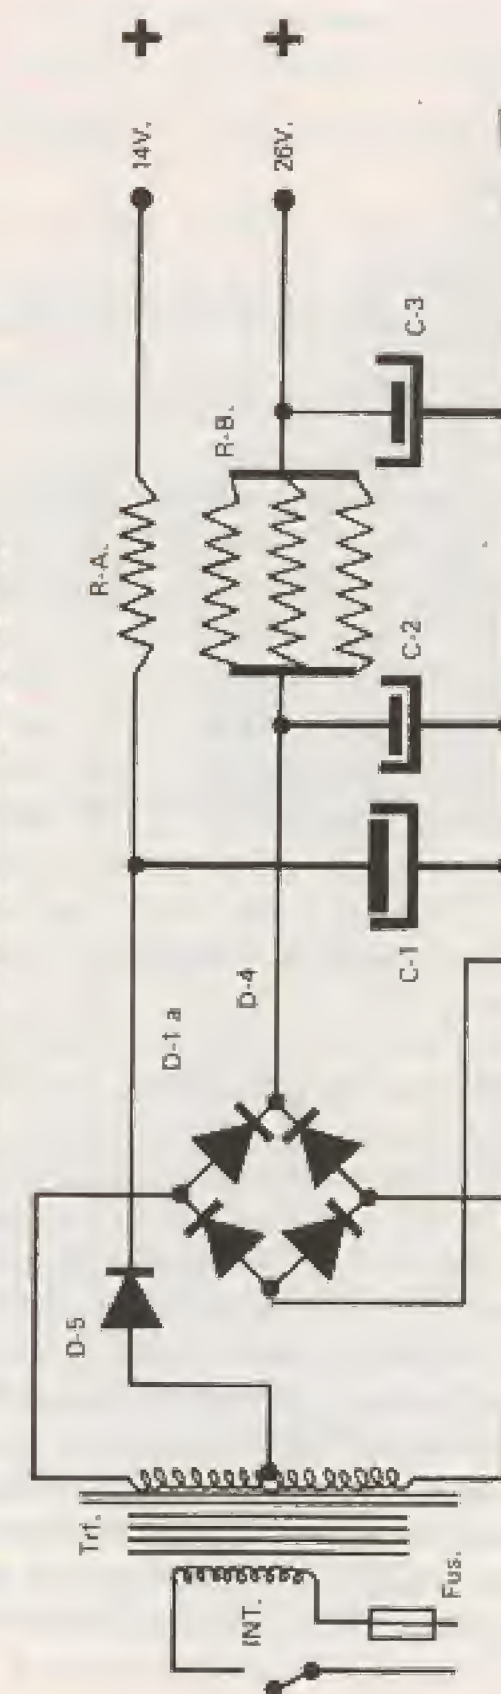 + +
14V.
26V.
C-3
R-B.
R-A.
C-2
C-1
D-4
D-1 a
D-5
Trf.
INT.
Fus.